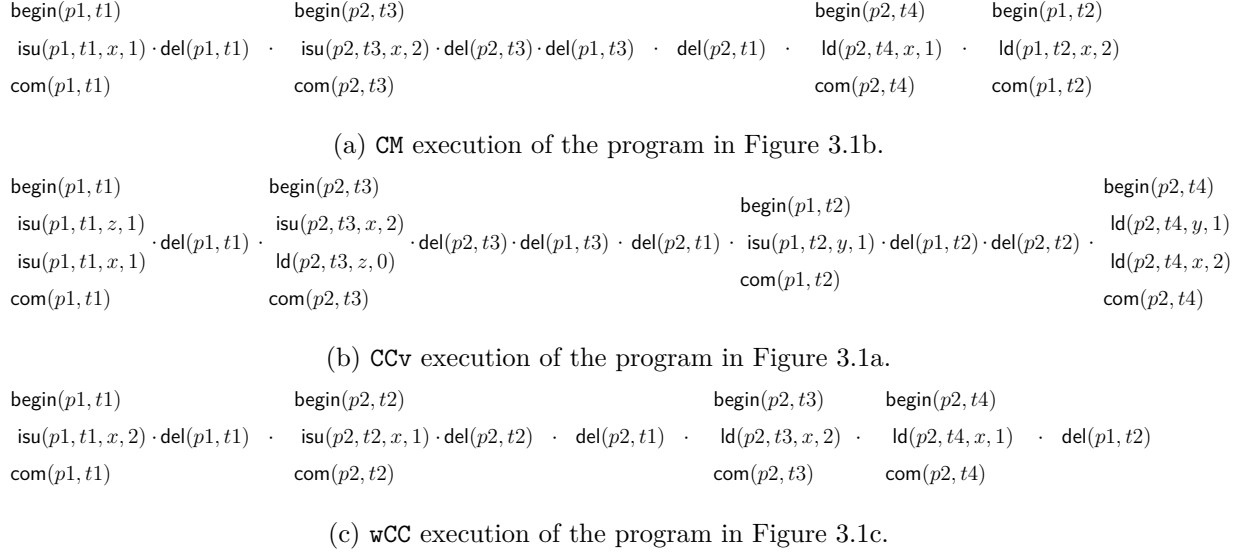 begin(p1, t1) begin(p2, t3) begin(p2, t4) begin(p1, t2)
isu(p1, t1, x, 1) · del(p1, t1) · isu(p2, t3, x, 2) · del(p2, t3) · del(p1, t3) · del(p2, t1) · ld(p2, t4, x, 1) · ld(p1, t2, x, 2)
com(p1, t1) com(p2, t3) com(p2, t4) com(p1, t2)
(a) CM execution of the program in Figure 3.1b.
begin(p1, t1) begin(p2, t3) begin(p2, t4)
begin(p1, t2)
isu(p1, t1, z, 1) isu(p2, t3, x, 2) ld(p2, t4, y, 1)
· del(p1, t1) · · del(p2, t3) · del(p1, t3) · del(p2, t1) · isu(p1, t2, y, 1) · del(p1, t2) · del(p2, t2) ·
isu(p1, t1, x, 1) ld(p2, t3, z, 0) ld(p2, t4, x, 2)
com(p1, t2)
com(p1, t1) com(p2, t3) com(p2, t4)
(b) CCv execution of the program in Figure 3.1a.
begin(p1, t1) begin(p2, t2) begin(p2, t3) begin(p2, t4)
isu(p1, t1, x, 2) · del(p1, t1) · isu(p2, t2, x, 1) · del(p2, t2) · del(p2, t1) · ld(p2, t3, x, 2) · ld(p2, t4, x, 1) · del(p1, t2)
com(p1, t1) com(p2, t2) com(p2, t3) com(p2, t4)
(c) wCC execution of the program in Figure 3.1c.